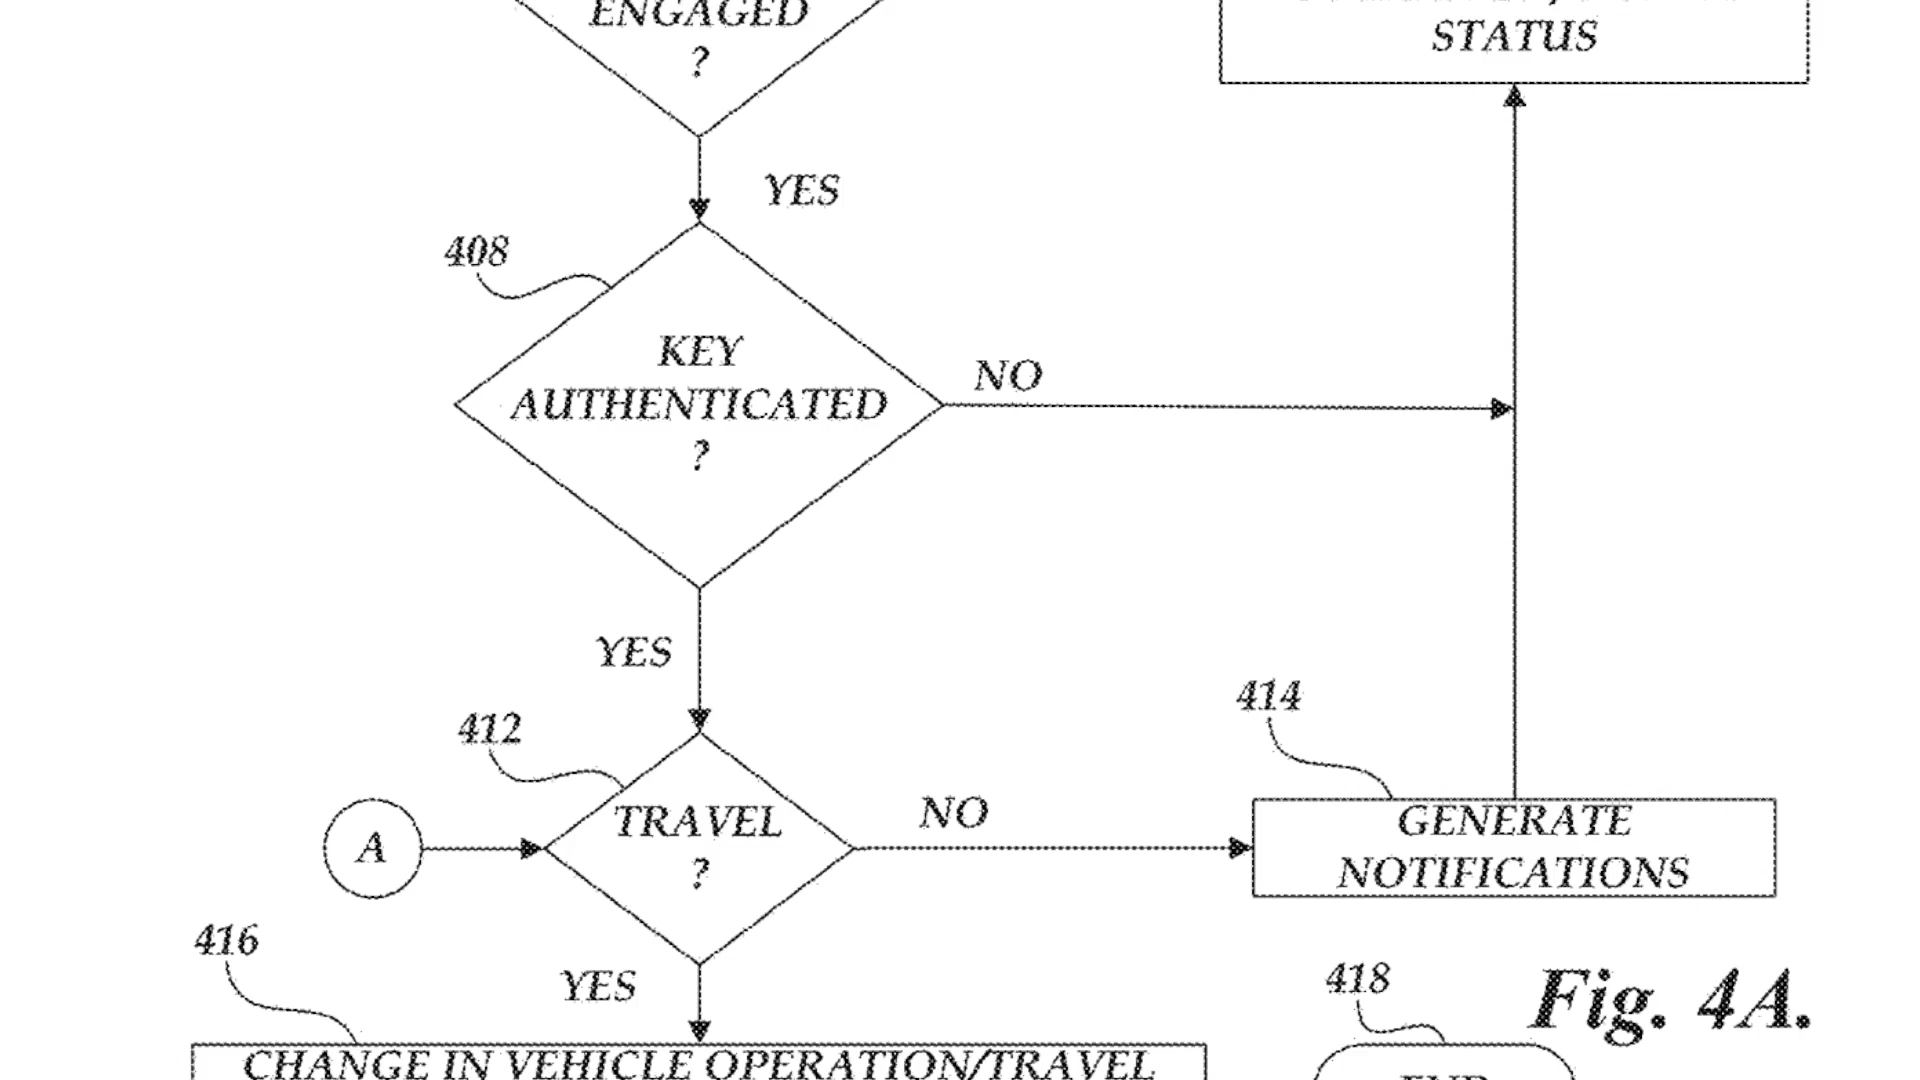 ENGAGED
?
STATUS
YES
408
KEY
AUTHENTICATED
?
NO
YES
412
414
TRAVEL
?
NO
A
GENERATE
NOTIFICATIONS
416
YES
418
Fig. 4A.
CHANGE IN VEHICLE OPERATION/TRAVEL